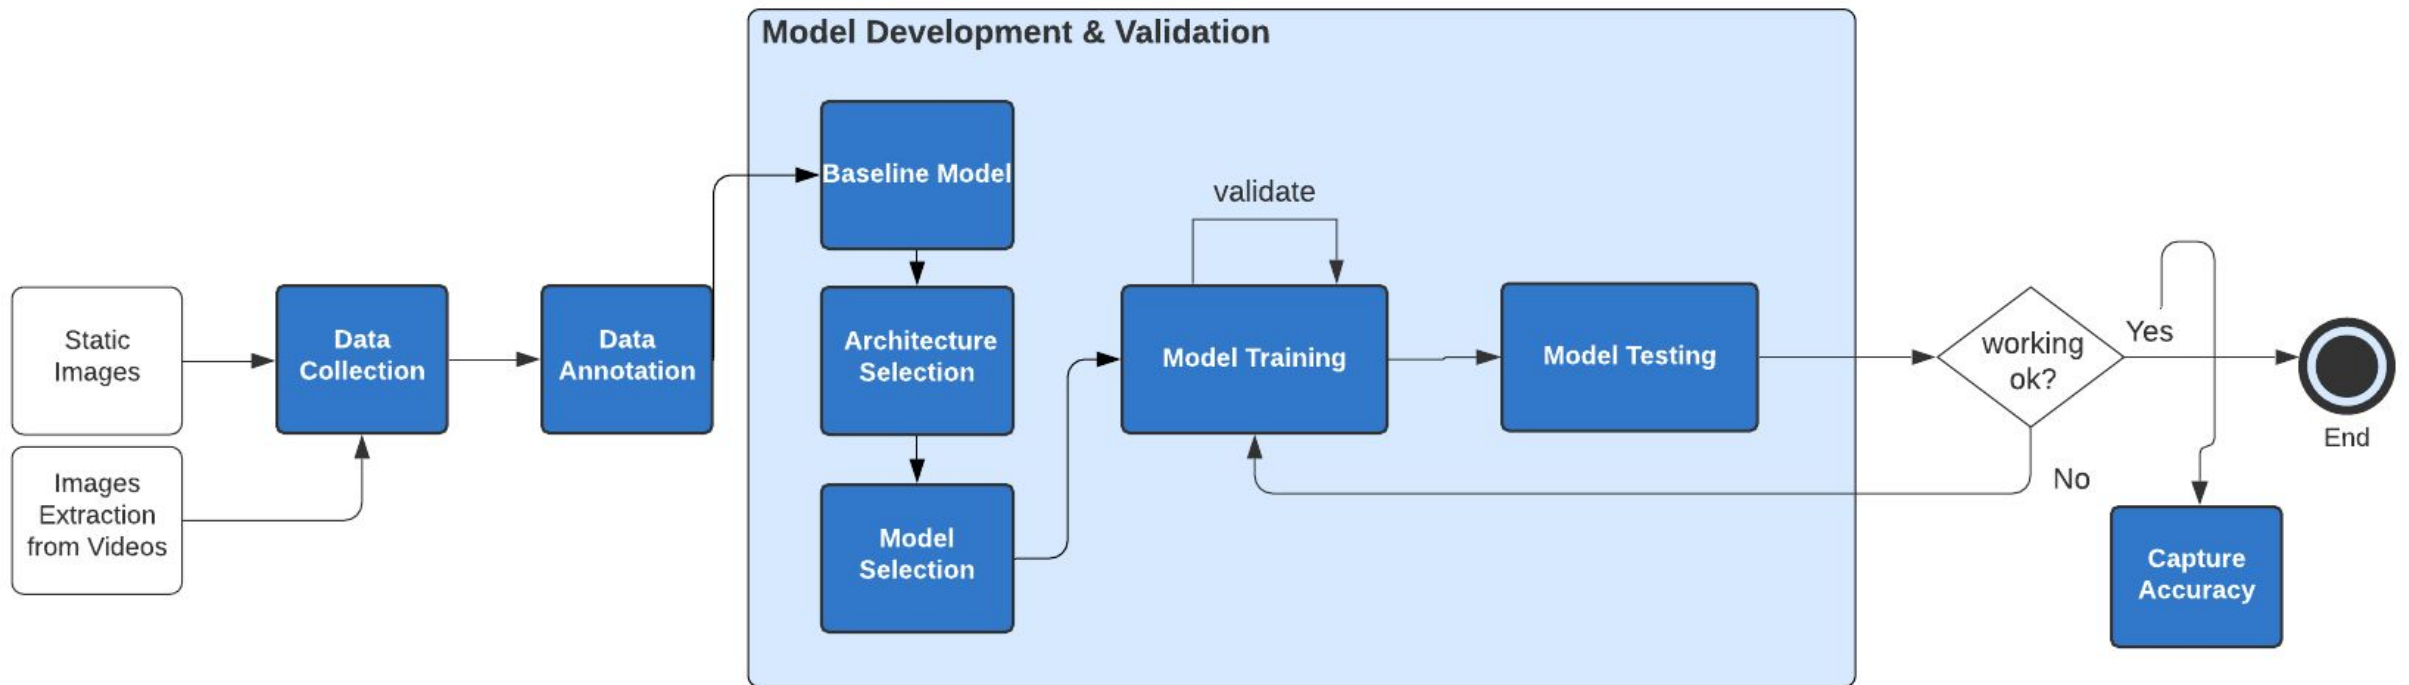 Model Development & Validation
Static
Images
Images
Extraction
from Videos
Data
Collection
Data
Annotation
Baseline Model
Architecture
Selection
Model
Selection
validate
Model Training
Model Testing
working
ok?
Yes
No
End
Capture
Accuracy